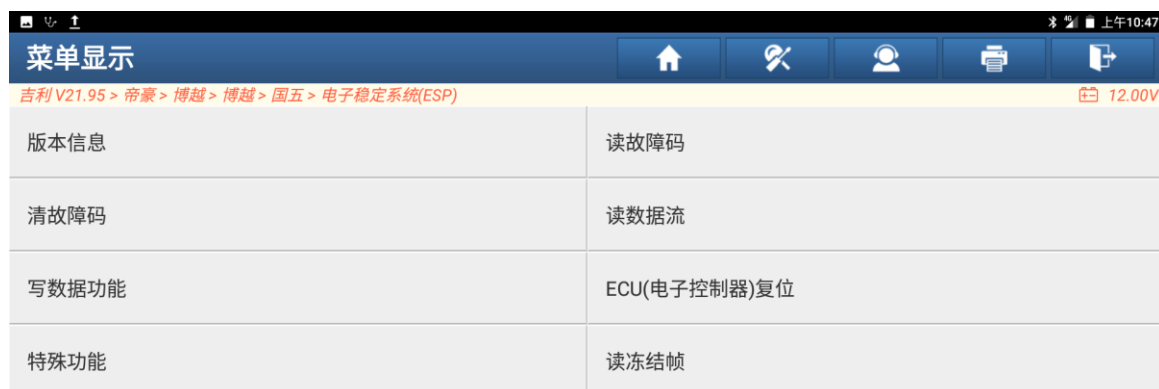 上午10:47
菜单显示
吉利 V21.95 > 帝豪 > 博越 > 博越 > 国五 > 电子稳定系统(ESP) 12.00V
版本信息 读故障码
清故障码 读数据流
写数据功能 ECU(电子控制器)复位
特殊功能 读冻结帧